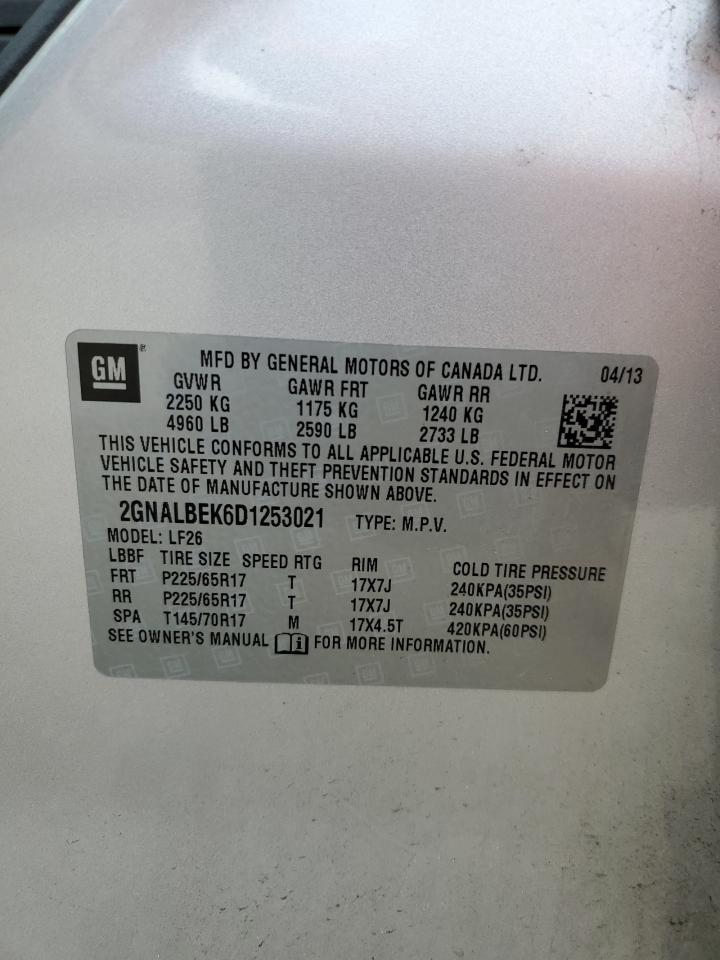 GM®
MFD BY GENERAL MOTORS OF CANADA LTD. 04/13
GVWR GAWR FRT GAWR RR
2250 KG 1175 KG 1240 KG
4960 LB 2590 LB 2733 LB
THIS VEHICLE CONFORMS TO ALL APPLICABLE U.S. FEDERAL MOTOR
VEHICLE SAFETY AND THEFT PREVENTION STANDARDS IN EFFECT ON
THE DATE OF MANUFACTURE SHOWN ABOVE.
2GNALBEK6D1253021 TYPE: M.P.V.
MODEL: LF26
LBBF TIRE SIZE SPEED RTG RIM COLD TIRE PRESSURE
FRT P225/65R17 T 17X7J 240KPA(35PSI)
RR P225/65R17 T 17X7J 240KPA(35PSI)
SPA T145/70R17 M 17X4.5T 420KPA(60PSI)
SEE OWNER'S MANUAL i FOR MORE INFORMATION.